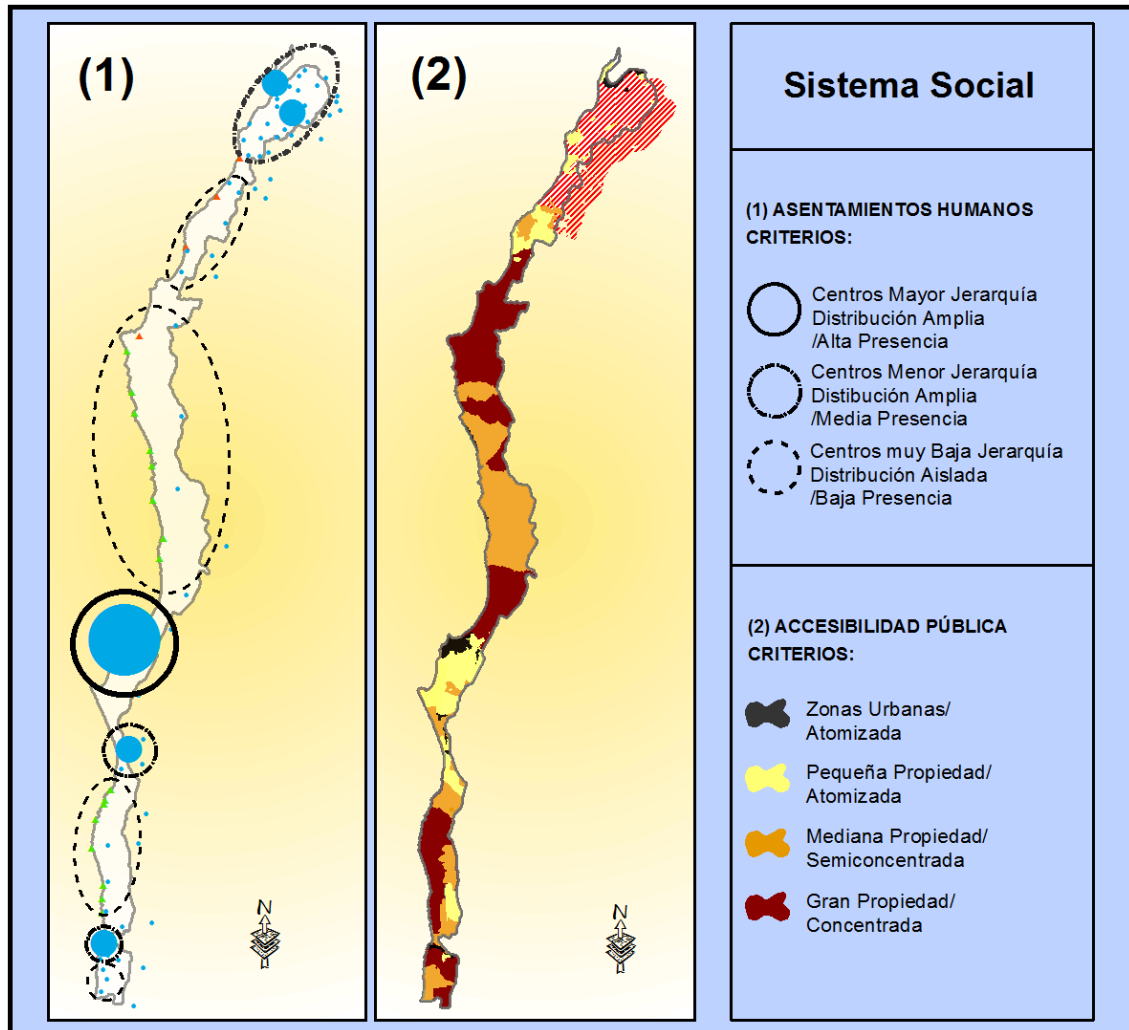 (1)
(2)
Sistema Social
(1) ASENTAMIENTOS HUMANOS
CRITERIOS:
Centros Mayor Jerarquía
Distribución Amplia
/Alta Presencia
Centros Menor Jerarquía
Distibución Amplia
/Media Presencia
Centros muy Baja Jerarquía
Distribución Aislada
/Baja Presencia
(2) ACCESIBILIDAD PÚBLICA
CRITERIOS:
Zonas Urbanas/
Atomizada
Pequeña Propiedad/
Atomizada
Mediana Propiedad/
Semiconcentrada
Gran Propiedad/
Concentrada
N
N